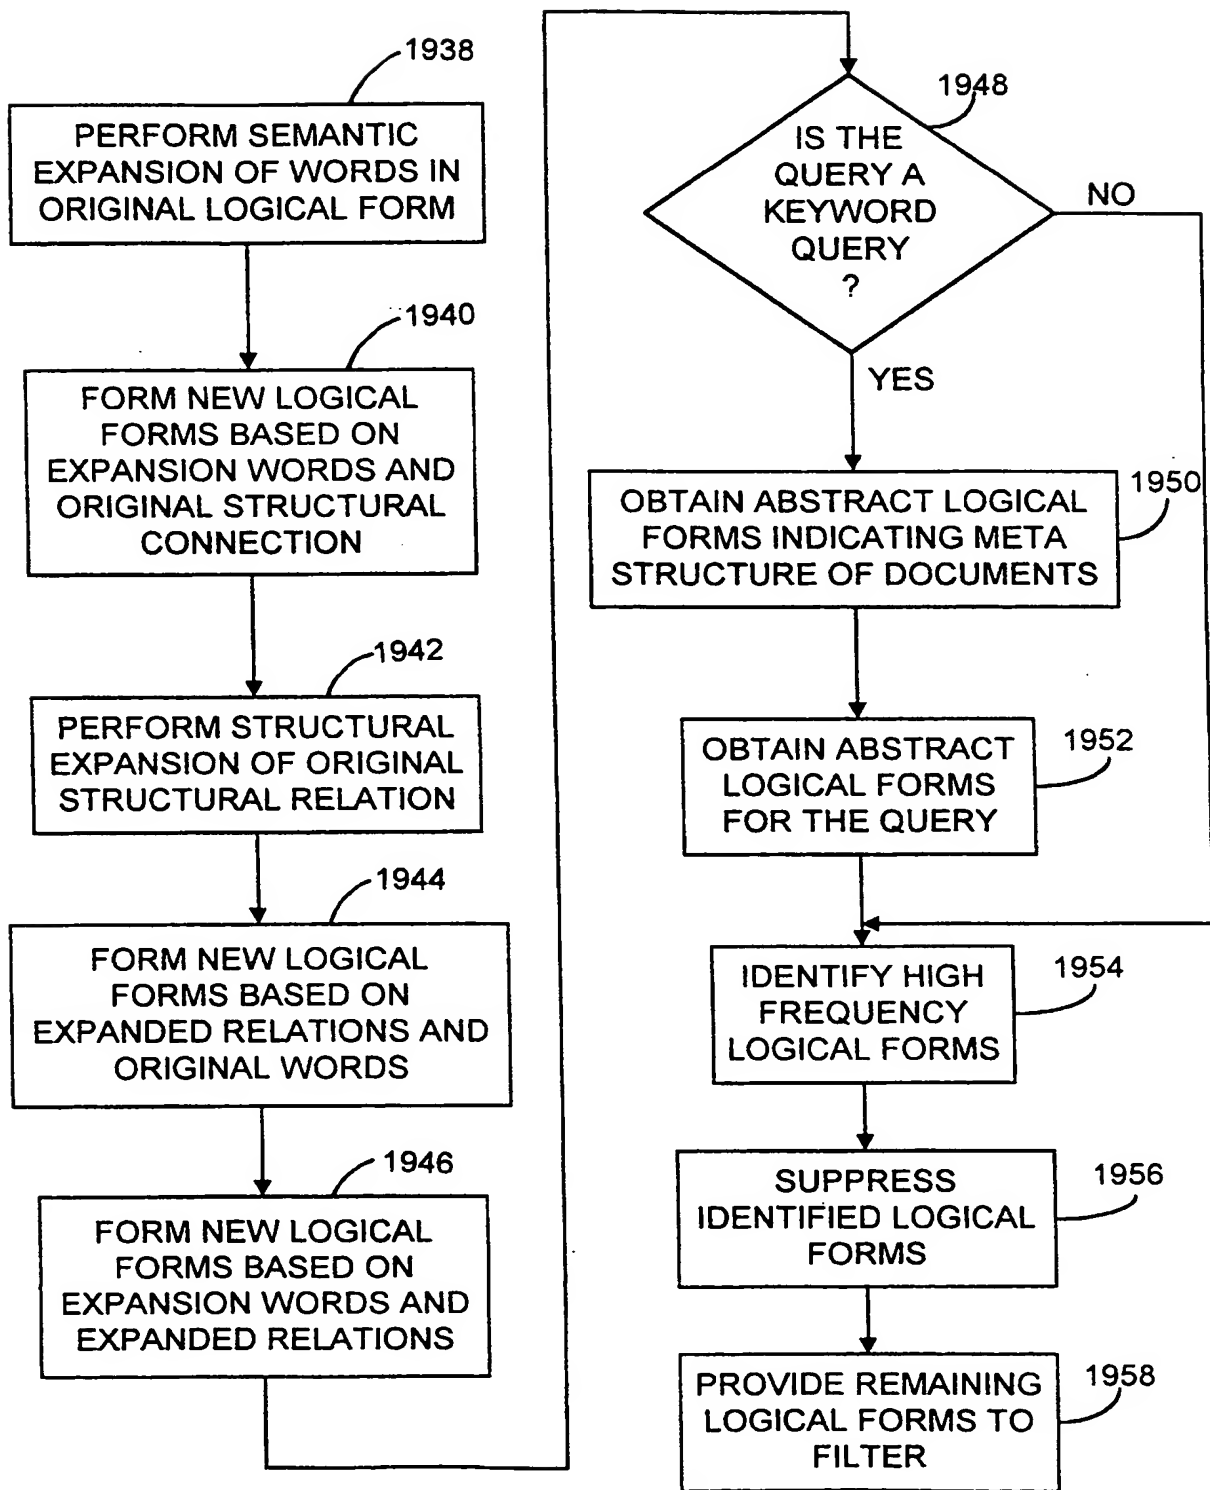 1938
PERFORM SEMANTIC
EXPANSION OF WORDS IN
ORIGINAL LOGICAL FORM
1940
FORM NEW LOGICAL
FORMS BASED ON
EXPANSION WORDS AND
ORIGINAL STRUCTURAL
CONNECTION
1942
PERFORM STRUCTURAL
EXPANSION OF ORIGINAL
STRUCTURAL RELATION
1944
FORM NEW LOGICAL
FORMS BASED ON
EXPANDED RELATIONS AND
ORIGINAL WORDS
1946
FORM NEW LOGICAL
FORMS BASED ON
EXPANSION WORDS AND
EXPANDED RELATIONS
1948
IS THE
QUERY A
KEYWORD
QUERY
?
NO
YES
1950
OBTAIN ABSTRACT LOGICAL
FORMS INDICATING META
STRUCTURE OF DOCUMENTS
1952
OBTAIN ABSTRACT
LOGICAL FORMS
FOR THE QUERY
1954
IDENTIFY HIGH
FREQUENCY
LOGICAL FORMS
1956
SUPPRESS
IDENTIFIED LOGICAL
FORMS
1958
PROVIDE REMAINING
LOGICAL FORMS TO
FILTER